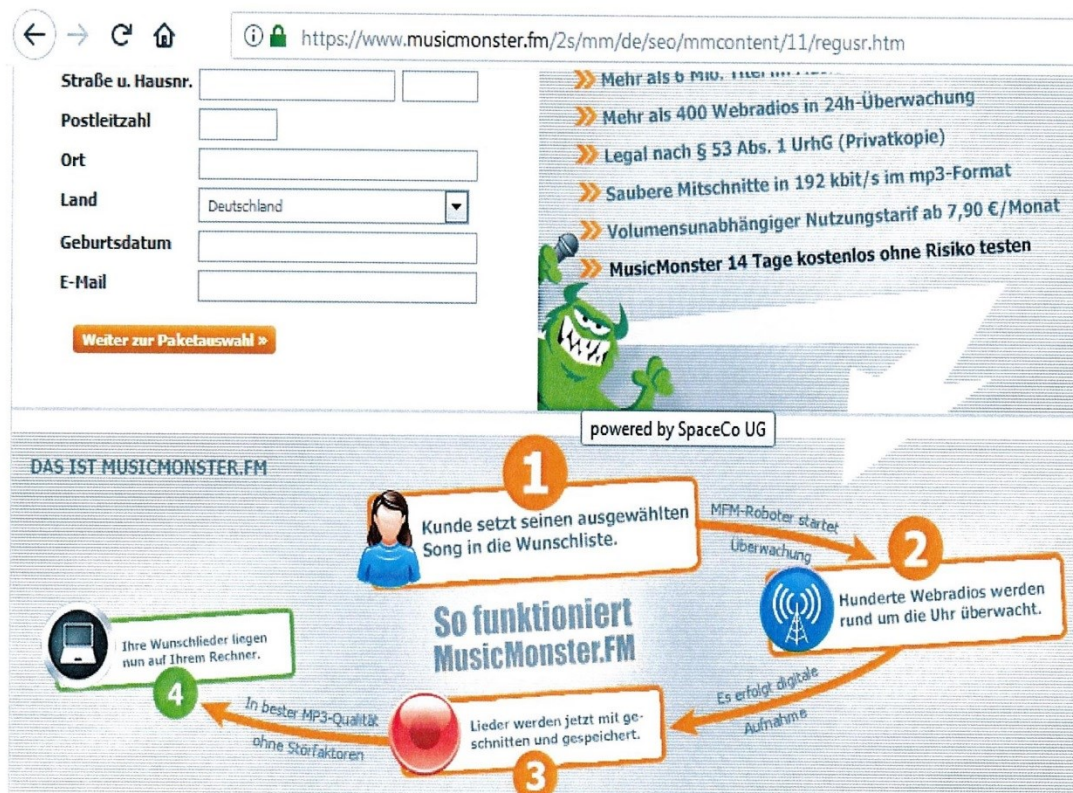 https://www.musicmonster.fm/2s/mm/de/seo/mmcontent/11/regusr.htm
Straße u. Hausnr.
Postleitzahl
Ort
Land
Deutschland
Geburtsdatum
E-Mail
Weiter zur Paketauswahl »
Mehr als 6 Mio. Titel im
Mehr als 400 Webradios in 24h-Überwachung
Legal nach § 53 Abs. 1 UrhG (Privatkopie)
Saubere Mitschnitte in 192 kbit/s im mp3-Format
Volumensunabhängiger Nutzungstarif ab 7,90 €/Monat
MusicMonster 14 Tage kostenlos ohne Risiko testen
powered by SpaceCo UG
DAS IST MUSICMONSTER.FM
1
Kunde setzt seinen ausgewählten
Song in die Wunschliste.
MFM-Roboter startet
Überwachung
2
Hunderte Webradios werden
rund um die Uhr überwacht.
So funktioniert
MusicMonster.FM
Es erfolgt digitale
Aufnahme
Lieder werden jetzt mit ge-
schnitten und gespeichert.
3
In bester MP3-Qualität
ohne Störfaktoren
Ihre Wunschlieder liegen
nun auf Ihrem Rechner.
4